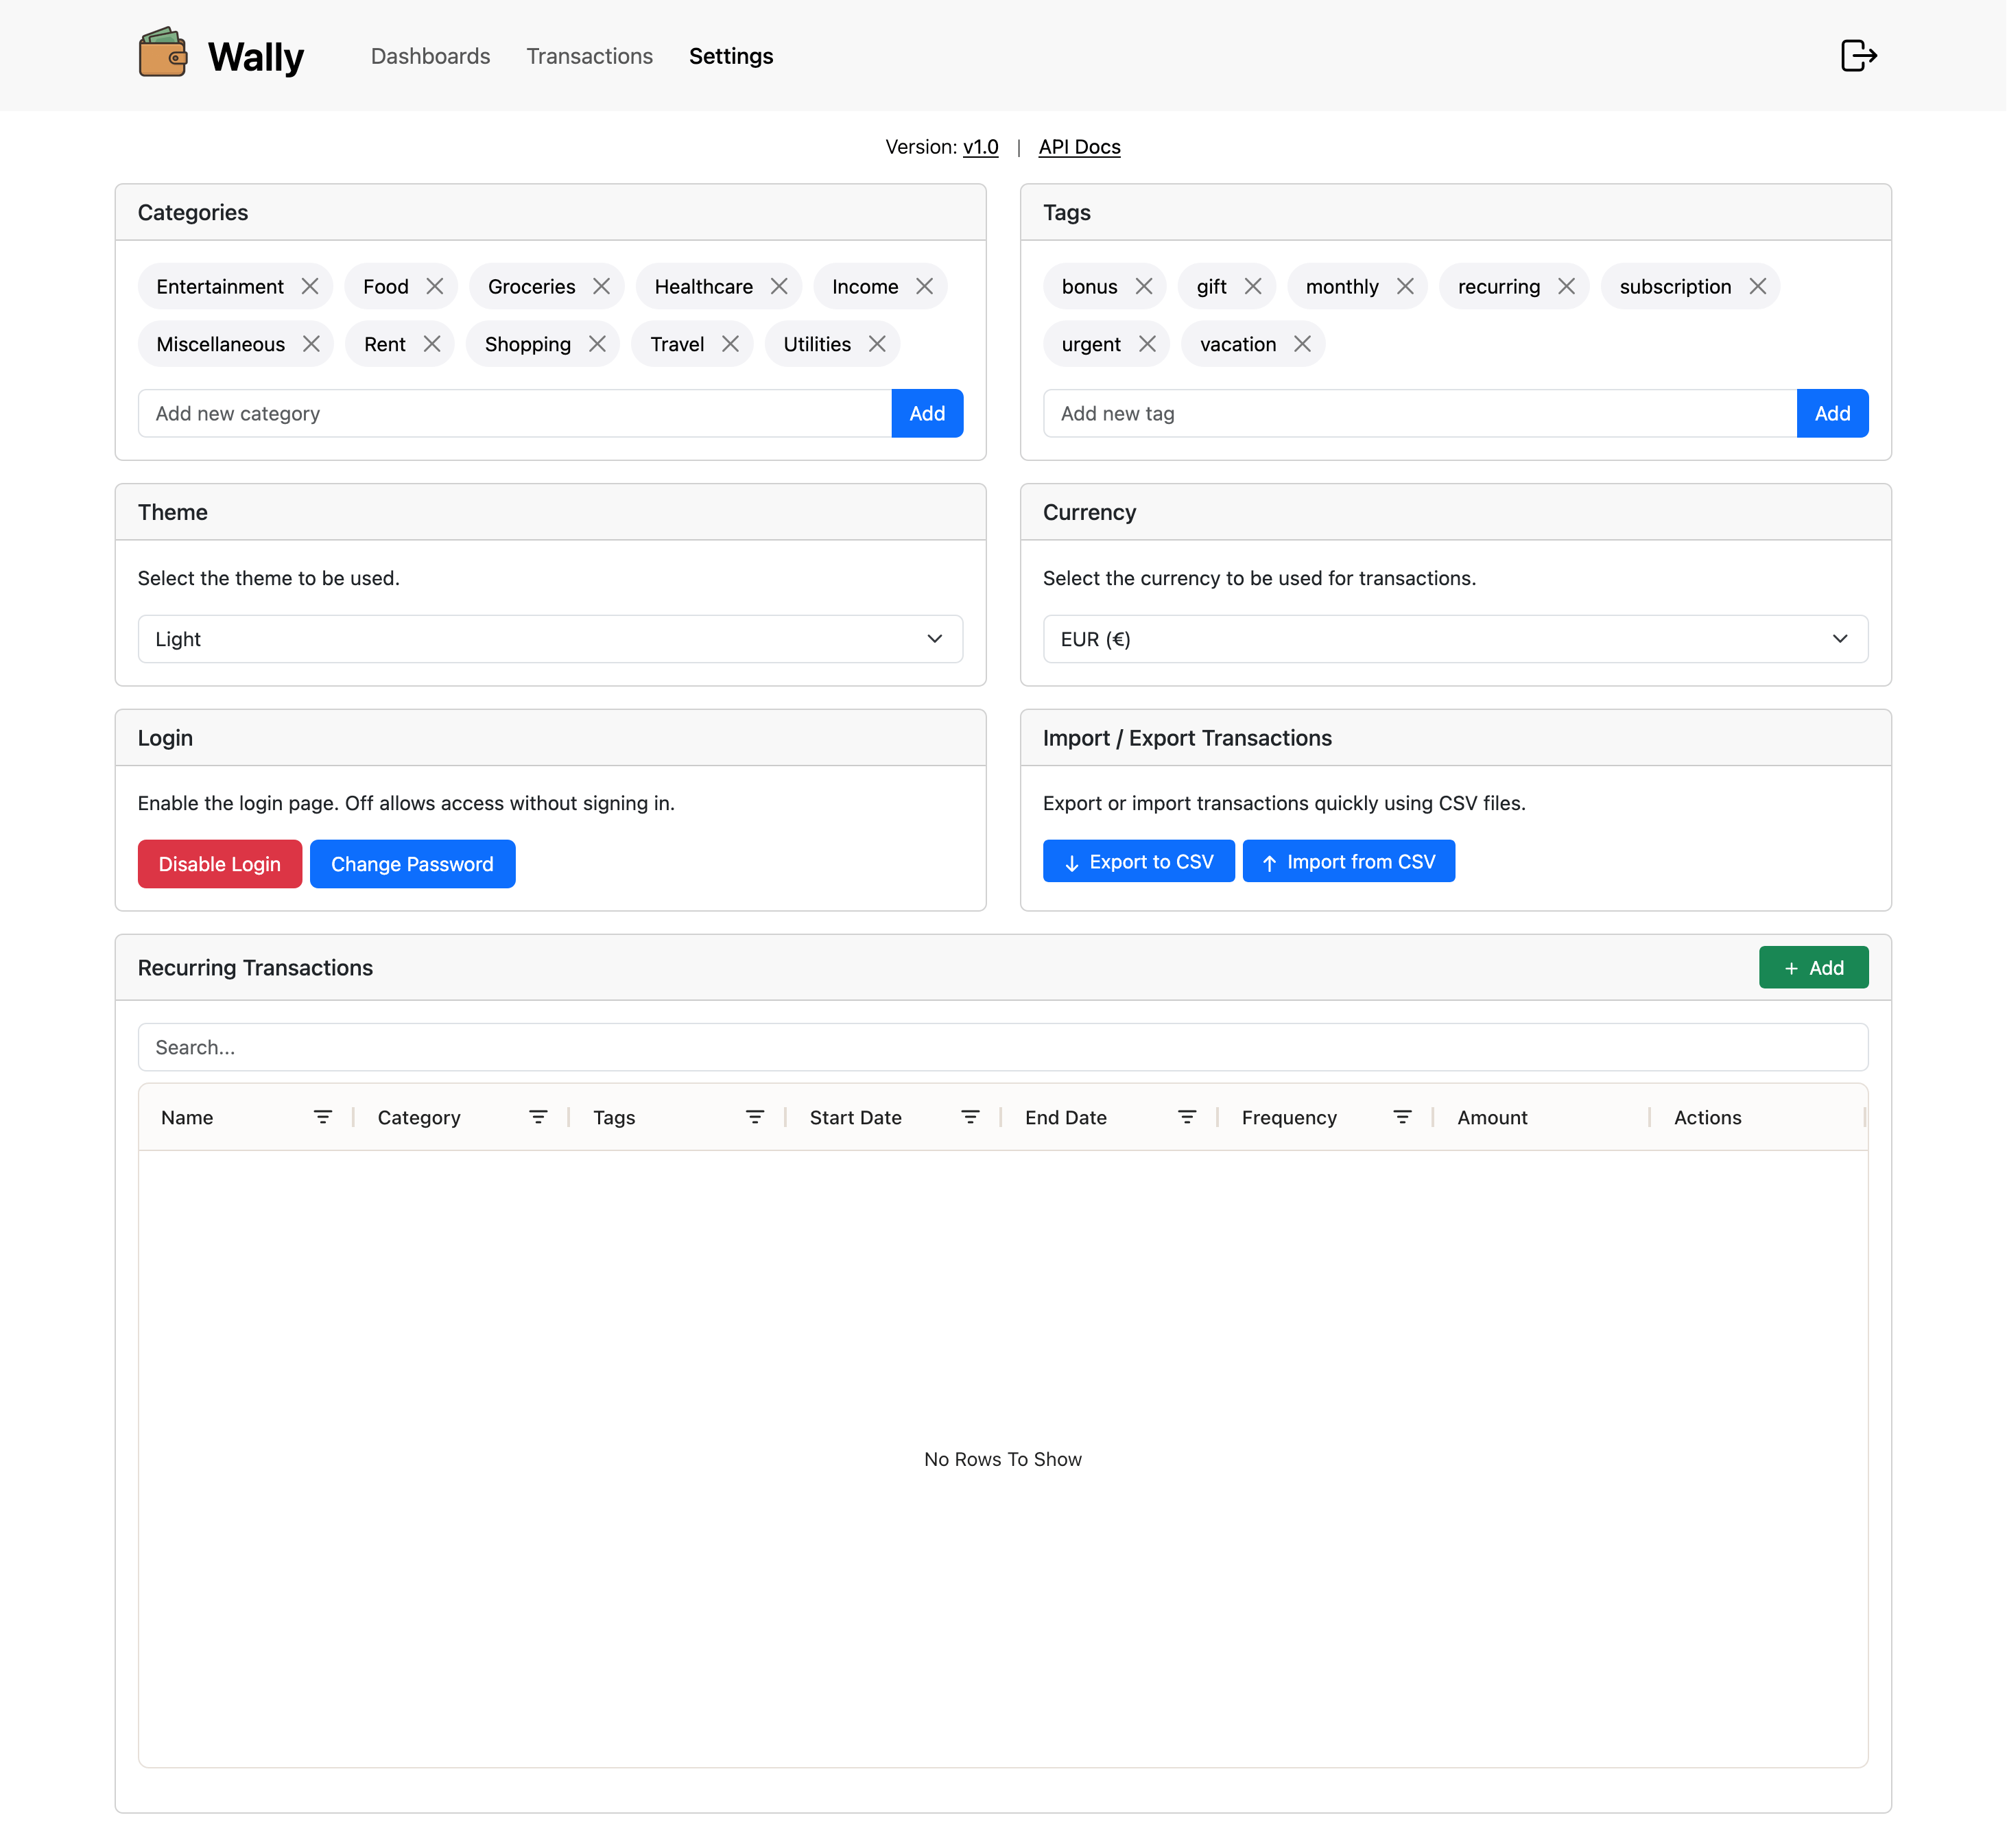 Wally Dashboards Transactions Settings
Version: v1.0 | API Docs
Categories
Entertainment Food Groceries Healthcare Income
Miscellaneous Rent Shopping Travel Utilities
Add new category Add
Tags
bonus gift monthly recurring subscription
urgent vacation
Add new tag Add
Theme
Select the theme to be used.
Light
Currency
Select the currency to be used for transactions.
EUR (€)
Login
Enable the login page. Off allows access without signing in.
Disable Login Change Password
Import / Export Transactions
Export or import transactions quickly using CSV files.
Export to CSV Import from CSV
Recurring Transactions + Add
Search...
Name Category Tags Start Date End Date Frequency Amount Actions
No Rows To Show